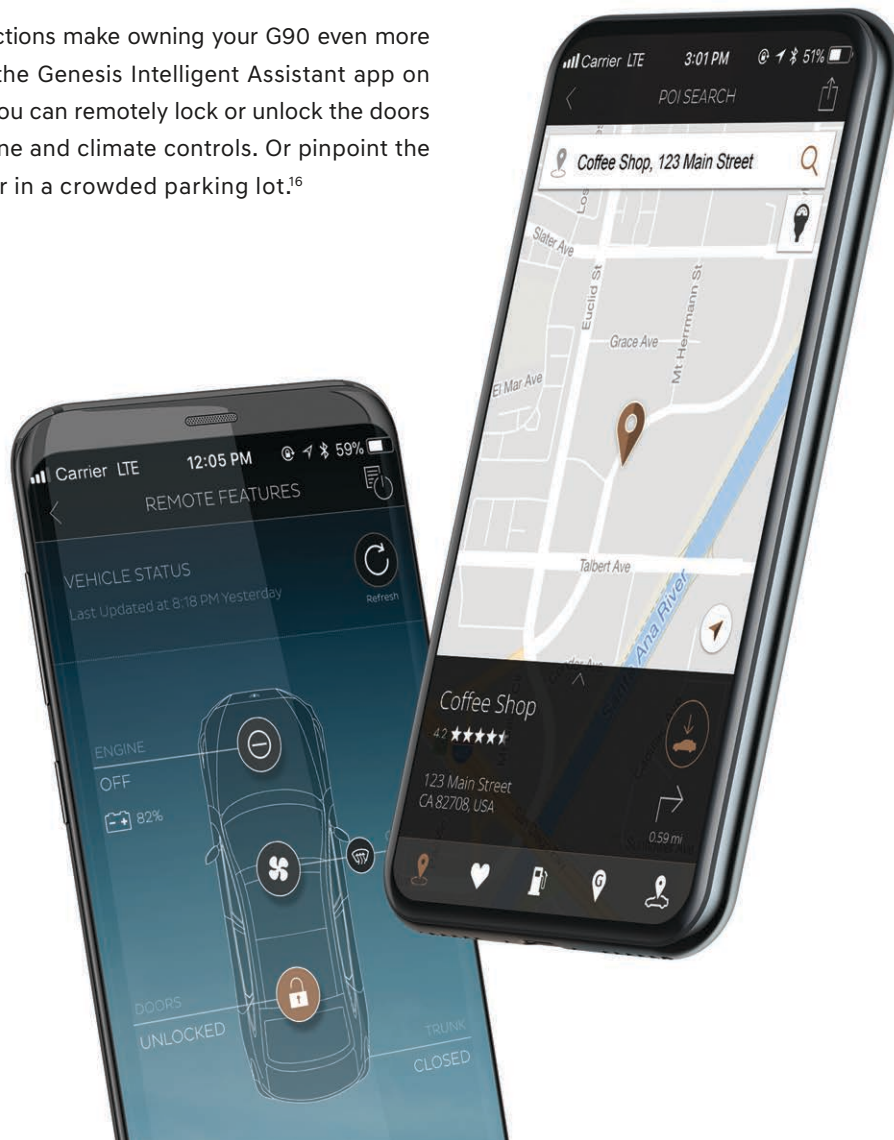 ctions make owning your G90 even more
the Genesis Intelligent Assistant app on
ou can remotely lock or unlock the doors
me and climate controls. Or pinpoint the
r in a crowded parking lot.16
Carrier LTE 3:01 PM 51%
POI SEARCH
Coffee Shop, 123 Main Street
Slater Ave
Euclid St
Mt Herrmann St
Grace Ave
El Mar Ave
Talbert Ave
Santa Ana River
Coffee Shop
4.2
123 Main Street
CA 82708, USA
0.59 mi
G
Carrier LTE 12:05 PM 59%
REMOTE FEATURES
VEHICLE STATUS
Last Updated at 8:18 PM Yesterday
Refresh
ENGINE
OFF
82%
DOORS
UNLOCKED
TRUNK
CLOSED